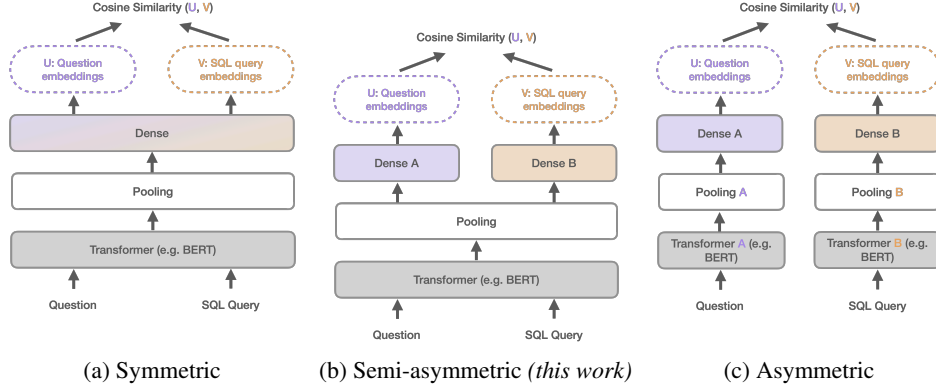 Cosine Similarity (U, V)
U: Question
embeddings
V: SQL query
embeddings
Dense
Pooling
Transformer (e.g. BERT)
Question
SQL Query
(a) Symmetric
Cosine Similarity (U, V)
U: Question
embeddings
V: SQL query
embeddings
Dense A
Dense B
Pooling
Transformer (e.g. BERT)
Question
SQL Query
(b) Semi-asymmetric (this work)
Cosine Similarity (U, V)
U: Question
embeddings
V: SQL query
embeddings
Dense A
Dense B
Pooling A
Pooling B
Transformer A (e.g.
BERT)
Transformer B (e.g.
BERT)
Question
SQL Query
(c) Asymmetric